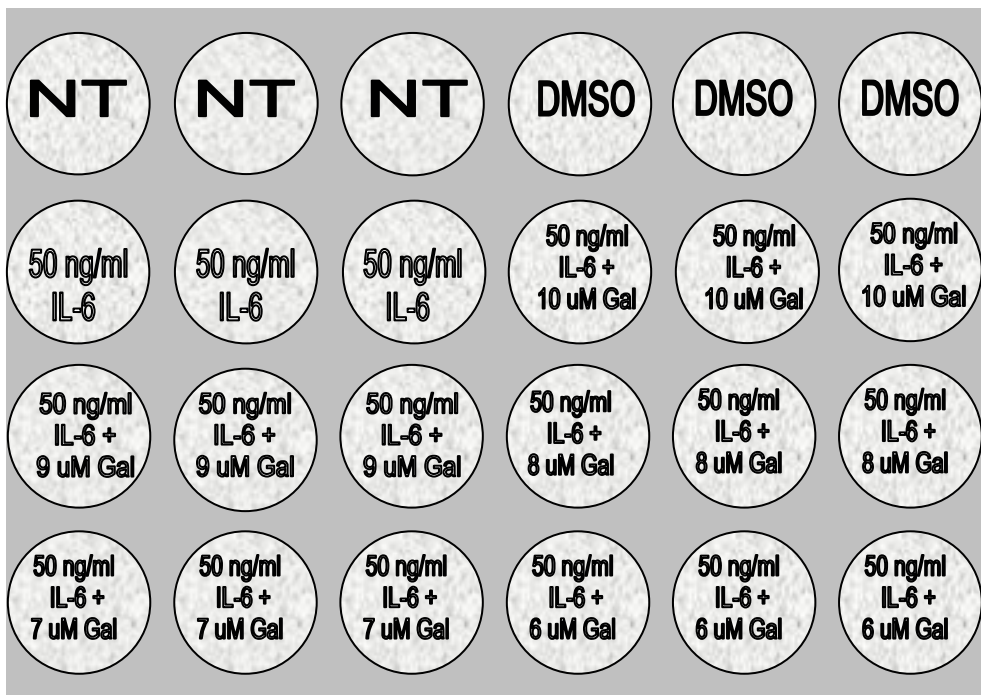 NT NT NT DMSO DMSO DMSO
50 ng/ml
IL-6
50 ng/ml
IL-6
50 ng/ml
IL-6
50 ng/ml
IL-6 +
10 uM Gal
50 ng/ml
IL-6 +
10 uM Gal
50 ng/ml
IL-6 +
10 uM Gal
50 ng/ml
IL-6 +
9 uM Gal
50 ng/ml
IL-6 +
9 uM Gal
50 ng/ml
IL-6 +
9 uM Gal
50 ng/ml
IL-6 +
8 uM Gal
50 ng/ml
IL-6 +
8 uM Gal
50 ng/ml
IL-6 +
8 uM Gal
50 ng/ml
IL-6 +
7 uM Gal
50 ng/ml
IL-6 +
7 uM Gal
50 ng/ml
IL-6 +
7 uM Gal
50 ng/ml
IL-6 +
6 uM Gal
50 ng/ml
IL-6 +
6 uM Gal
50 ng/ml
IL-6 +
6 uM Gal